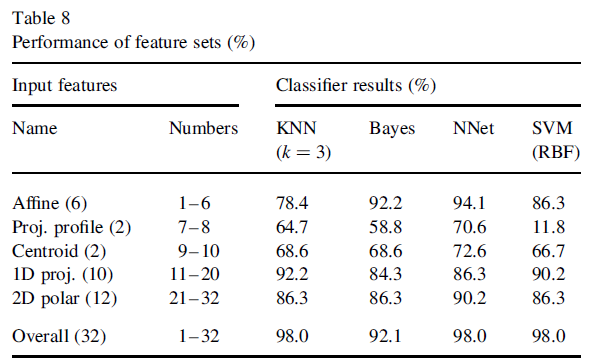 Table 8
Performance of feature sets (%)
Input features Classifier results (%)
Name Numbers KNN Bayes NNet SVM
(k = 3) (RBF)
Affine (6) 1–6 78.4 92.2 94.1 86.3
Proj. profile (2) 7–8 64.7 58.8 70.6 11.8
Centroid (2) 9–10 68.6 68.6 72.6 66.7
1D proj. (10) 11–20 92.2 84.3 86.3 90.2
2D polar (12) 21–32 86.3 86.3 90.2 86.3
Overall (32) 1–32 98.0 92.1 98.0 98.0